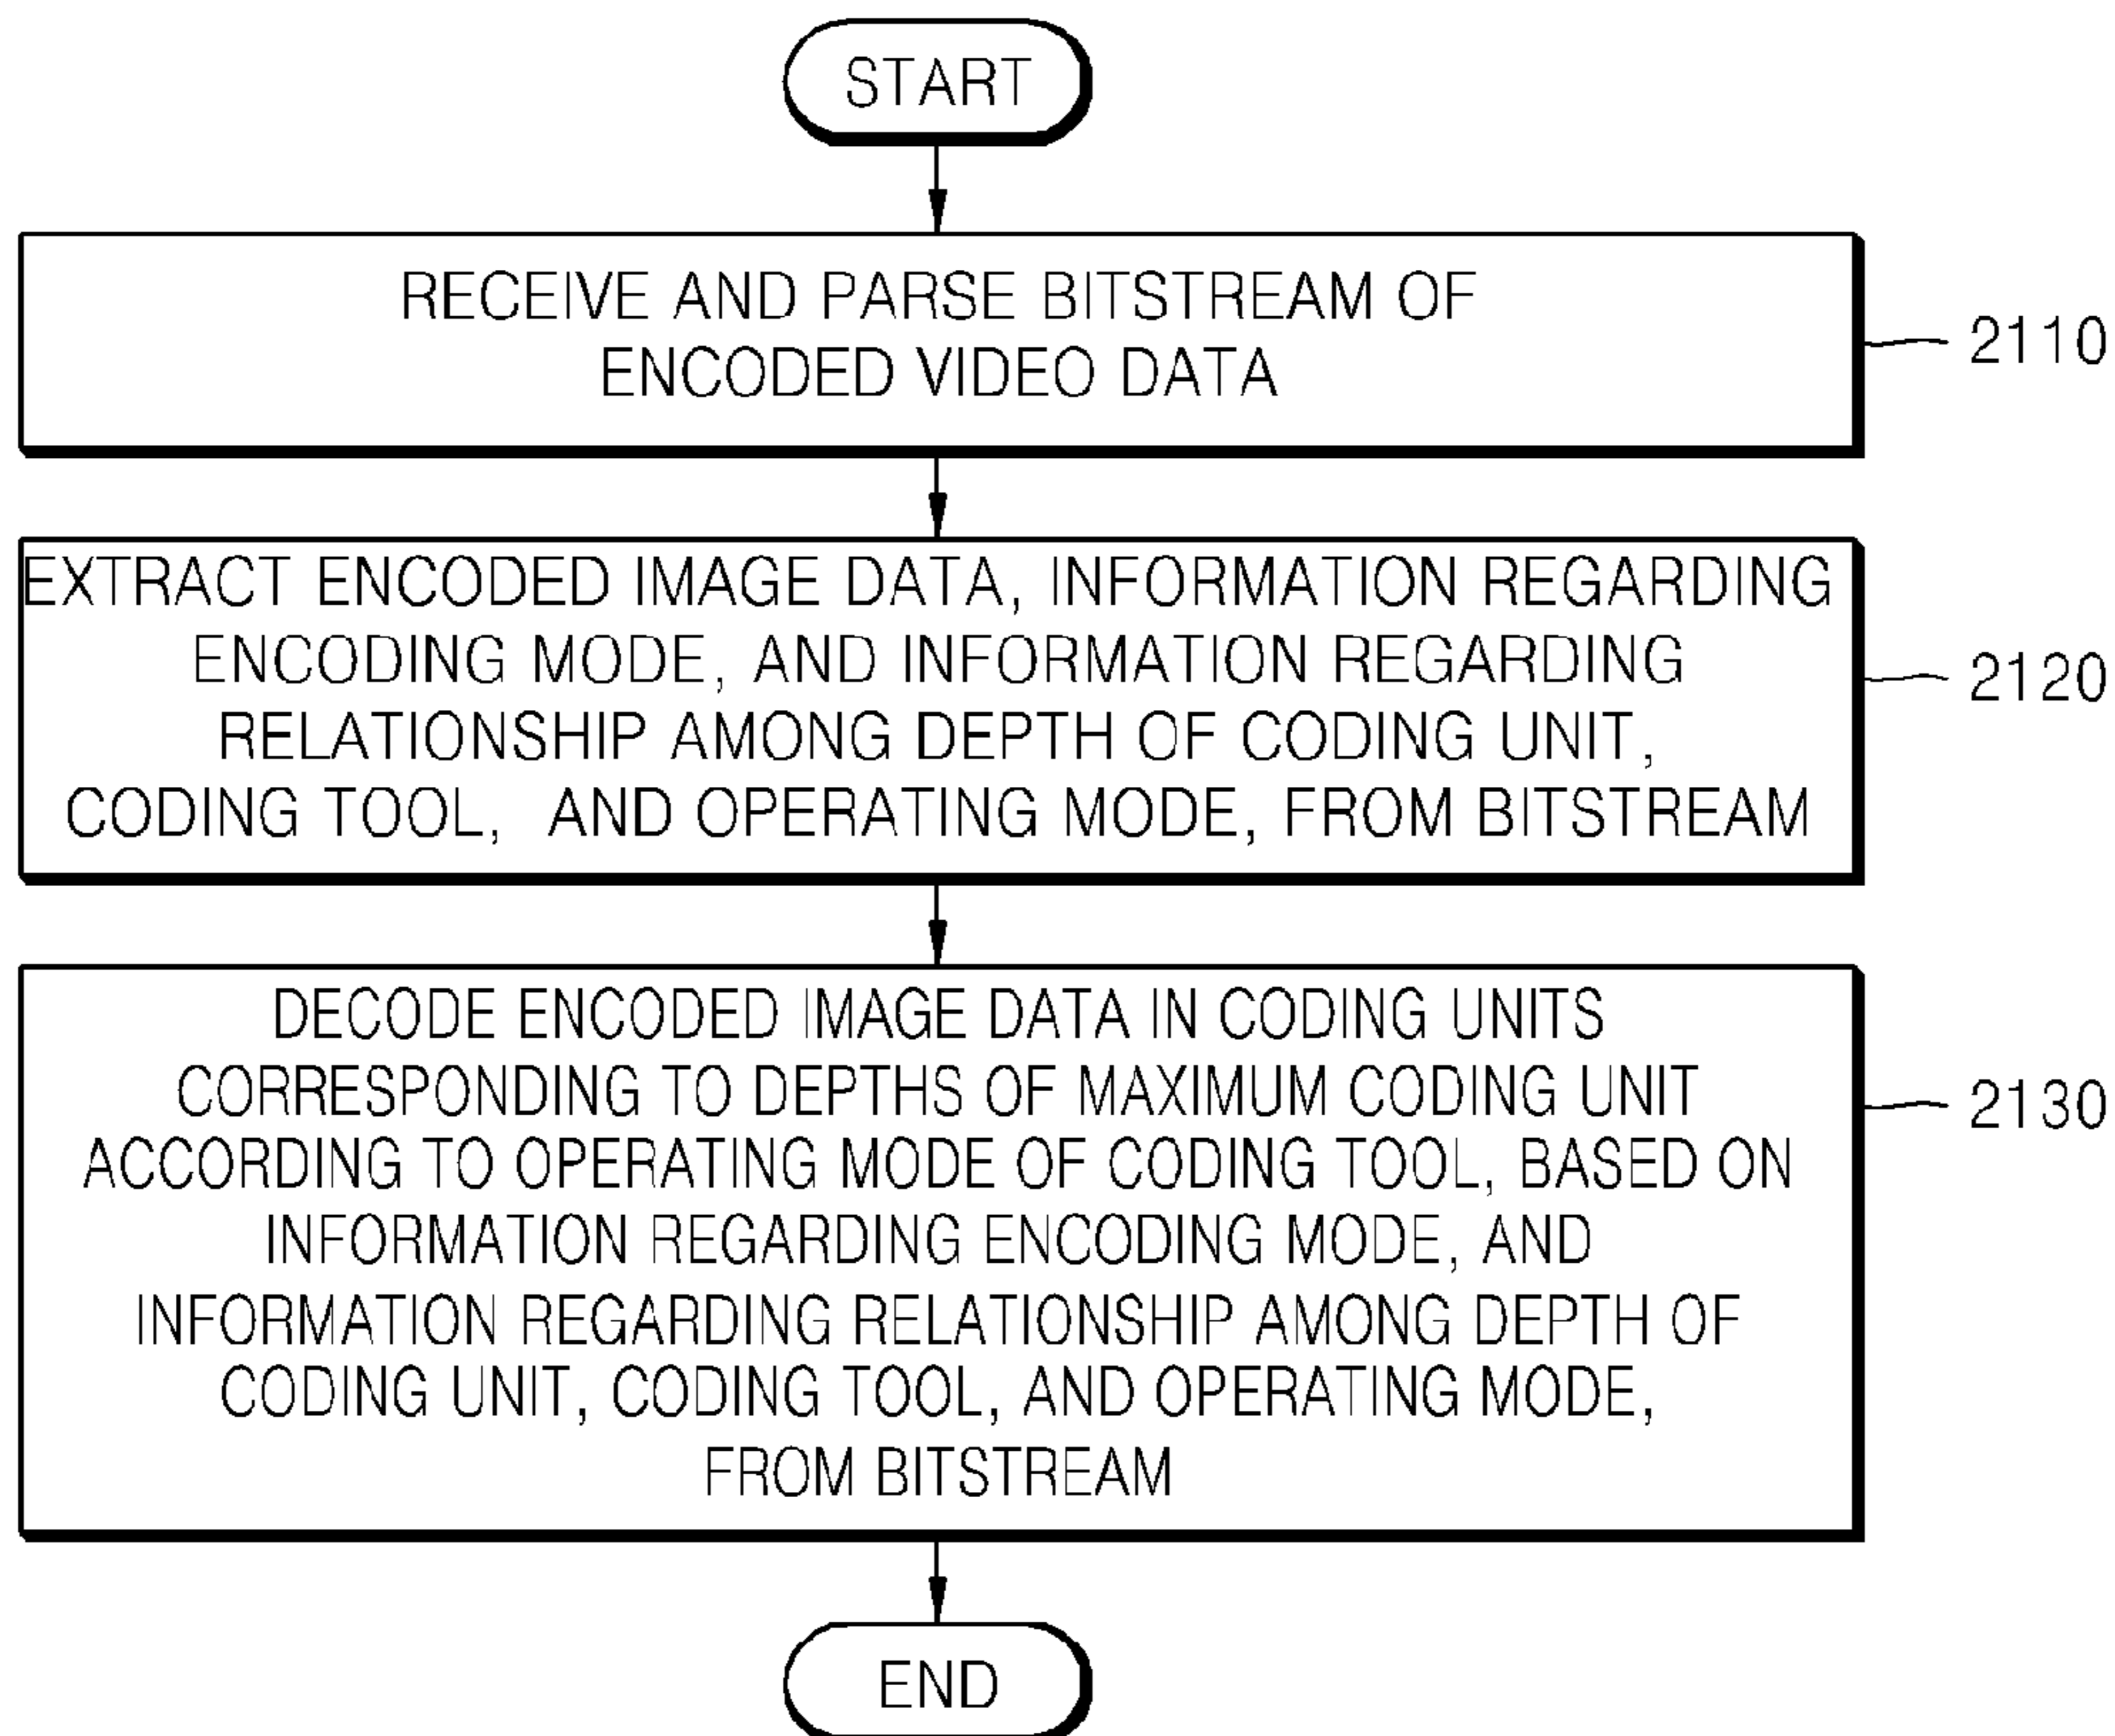 START
RECEIVE AND PARSE BITSTREAM OF
ENCODED VIDEO DATA
2110
EXTRACT ENCODED IMAGE DATA, INFORMATION REGARDING
ENCODING MODE, AND INFORMATION REGARDING
RELATIONSHIP AMONG DEPTH OF CODING UNIT,
CODING TOOL, AND OPERATING MODE, FROM BITSTREAM
2120
DECODE ENCODED IMAGE DATA IN CODING UNITS
CORRESPONDING TO DEPTHS OF MAXIMUM CODING UNIT
ACCORDING TO OPERATING MODE OF CODING TOOL, BASED ON
INFORMATION REGARDING ENCODING MODE, AND
INFORMATION REGARDING RELATIONSHIP AMONG DEPTH OF
CODING UNIT, CODING TOOL, AND OPERATING MODE,
FROM BITSTREAM
2130
END